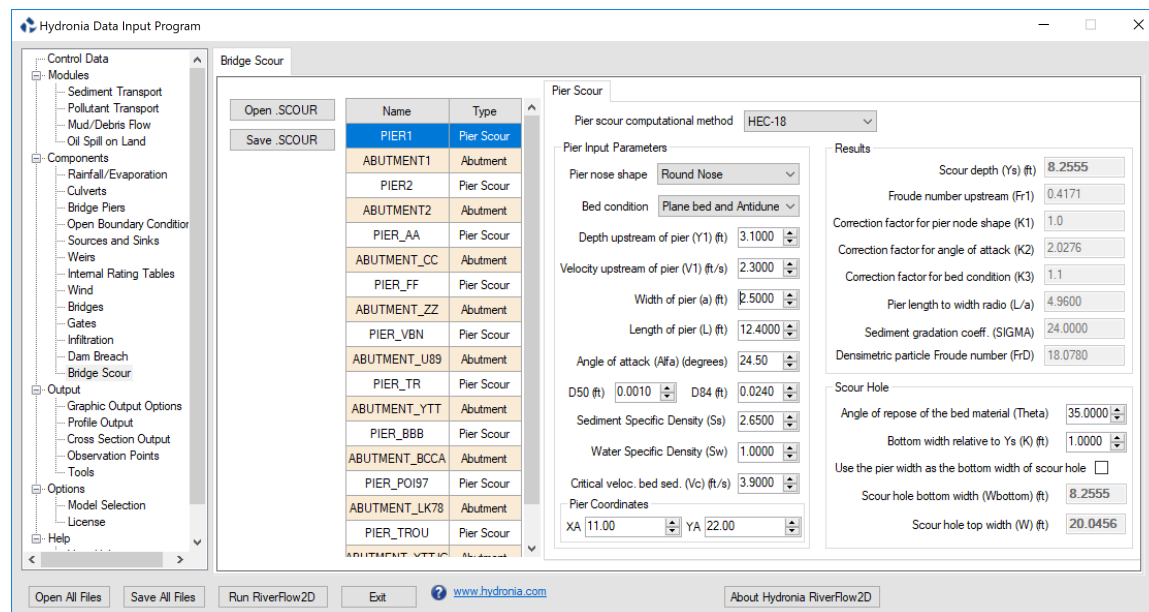 Hydronia Data Input Program
Control Data
Modules
Sediment Transport
Pollutant Transport
Mud/Debris Flow
Oil Spill on Land
Components
Rainfall/Evaporation
Culverts
Bridge Piers
Open Boundary Condition
Sources and Sinks
Weirs
Internal Rating Tables
Wind
Bridges
Gates
Infiltration
Dam Breach
Bridge Scour
Output
Graphic Output Options
Profile Output
Cross Section Output
Observation Points
Tools
Options
Model Selection
License
Help
Bridge Scour
Open .SCOUR
Save .SCOUR
Name Type
PIER1 Pier Scour
ABUTMENT1 Abutment
PIER2 Pier Scour
ABUTMENT2 Abutment
PIER_AA Pier Scour
ABUTMENT_CC Abutment
PIER_FF Pier Scour
ABUTMENT_ZZ Abutment
PIER_VBN Pier Scour
ABUTMENT_U89 Abutment
PIER_TR Pier Scour
ABUTMENT_YTT Abutment
PIER_BBB Pier Scour
ABUTMENT_BCCA Abutment
PIER_POI97 Pier Scour
ABUTMENT_LK78 Abutment
PIER_TROU Pier Scour
Pier Scour
Pier scour computational method HEC-18
Pier Input Parameters
Pier nose shape Round Nose
Bed condition Plane bed and Antidune
Depth upstream of pier (Y1) (ft) 3.1000
Velocity upstream of pier (V1) (ft/s) 2.3000
Width of pier (a) (ft) 2.5000
Length of pier (L) (ft) 12.4000
Angle of attack (Alfa) (degrees) 24.50
D50 (ft) 0.0010 D84 (ft) 0.0240
Sediment Specific Density (Ss) 2.6500
Water Specific Density (Sw) 1.0000
Critical veloc. bed sed. (Vc) (ft/s) 3.9000
Pier Coordinates
XA 11.00 YA 22.00
Results
Scour depth (Ys) (ft) 8.2555
Froude number upstream (Fr1) 0.4171
Correction factor for pier node shape (K1) 1.0
Correction factor for angle of attack (K2) 2.0276
Correction factor for bed condition (K3) 1.1
Pier length to width radio (L/a) 4.9600
Sediment gradation coeff. (SIGMA) 24.0000
Densimetric particle Froude number (FrD) 18.0780
Scour Hole
Angle of repose of the bed material (Theta) 35.0000
Bottom width relative to Ys (K) (ft) 1.0000
Use the pier width as the bottom width of scour hole
Scour hole bottom width (Wbottom) (ft) 8.2555
Scour hole top width (W) (ft) 20.0456
Open All Files
Save All Files
Run RiverFlow2D
Exit
www.hydronia.com
About Hydronia RiverFlow2D